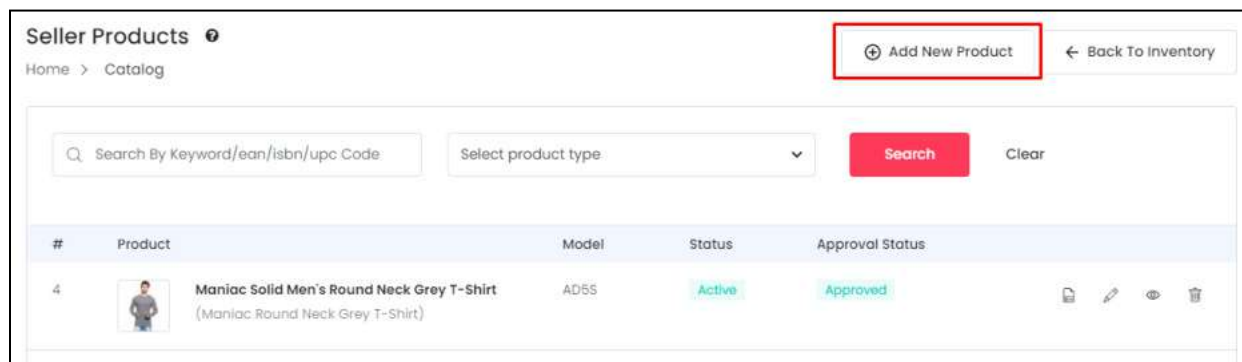 Seller Products
Add New Product
Back To Inventory
Home > Catalog
Search By Keyword/ean/isbn/upc Code
Select product type
Search
Clear
# Product Model Status Approval Status
4 Maniac Solid Men's Round Neck Grey T-Shirt AD5S Active Approved
(Maniac Round Neck Grey T-Shirt)